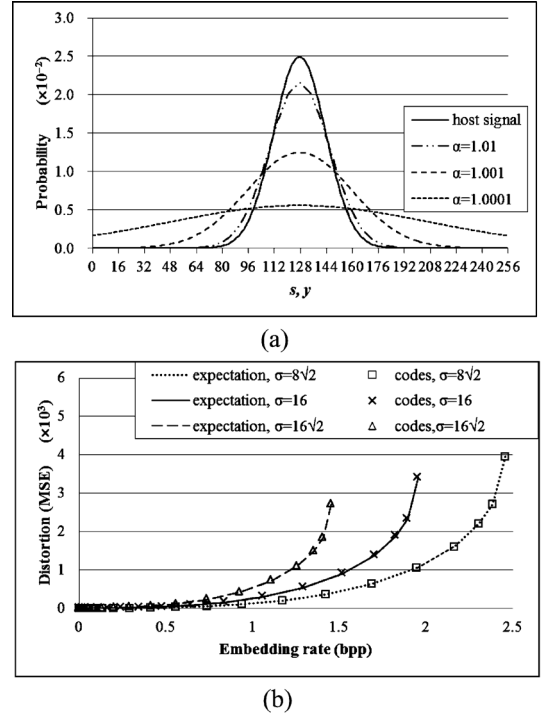 3.0
2.5
2.0
1.5
1.0
0.5
0.0
Probability (×10⁻²)
host signal
α=1.01
α=1.001
α=1.0001
0 16 32 48 64 80 96 112 128 144 160 176 192 208 224 240 256
s, y
(a)
expectation, σ=8√2 codes, σ=8√2
expectation, σ=16 codes, σ=16
expectation, σ=16√2 codes,σ=16√2
6
5
4
3
2
1
0
Distortion (MSE) (×10³)
0 0.5 1 1.5 2 2.5
Embedding rate (bpp)
(b)